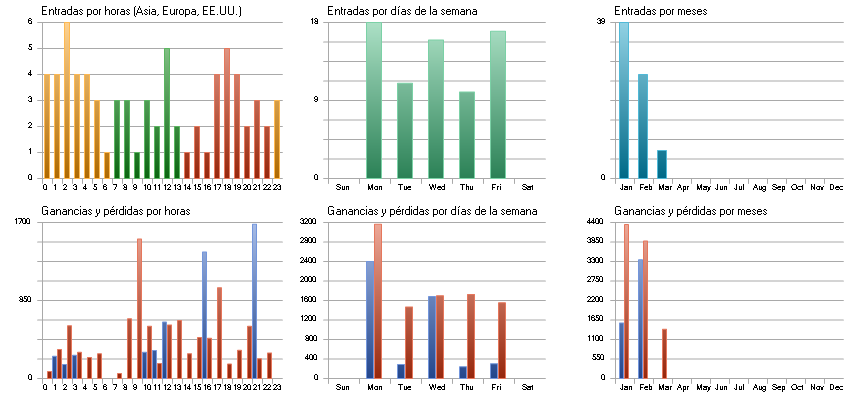 Entradas por horas (Asia, Europa, EE.UU.)
6
5
4
3
2
1
0
0 1 2 3 4 5 6 7 8 9 10 11 12 13 14 15 16 17 18 19 20 21 22 23
Entradas por días de la semana
18
9
0
Sun Mon Tue Wed Thu Fri Sat
Entradas por meses
39
0
Jan Feb Mar Apr May Jun Jul Aug Sep Oct Nov Dec
Ganancias y pérdidas por horas
1700
850
0
0 1 2 3 4 5 6 7 8 9 10 11 12 13 14 15 16 17 18 19 20 21 22 23
Ganancias y pérdidas por días de la semana
3200
2800
2400
2000
1600
1200
800
400
0
Sun Mon Tue Wed Thu Fri Sat
Ganancias y pérdidas por meses
4400
3850
3300
2750
2200
1650
1100
550
0
Jan Feb Mar Apr May Jun Jul Aug Sep Oct Nov Dec